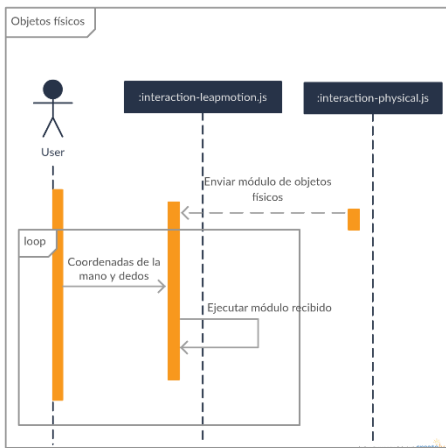 Objetos físicos
:interaction-leapmotion.js
:interaction-physical.js
User
Enviar módulo de objetos
físicos
loop
Coordenadas de la
mano y dedos
Ejecutar módulo recibido